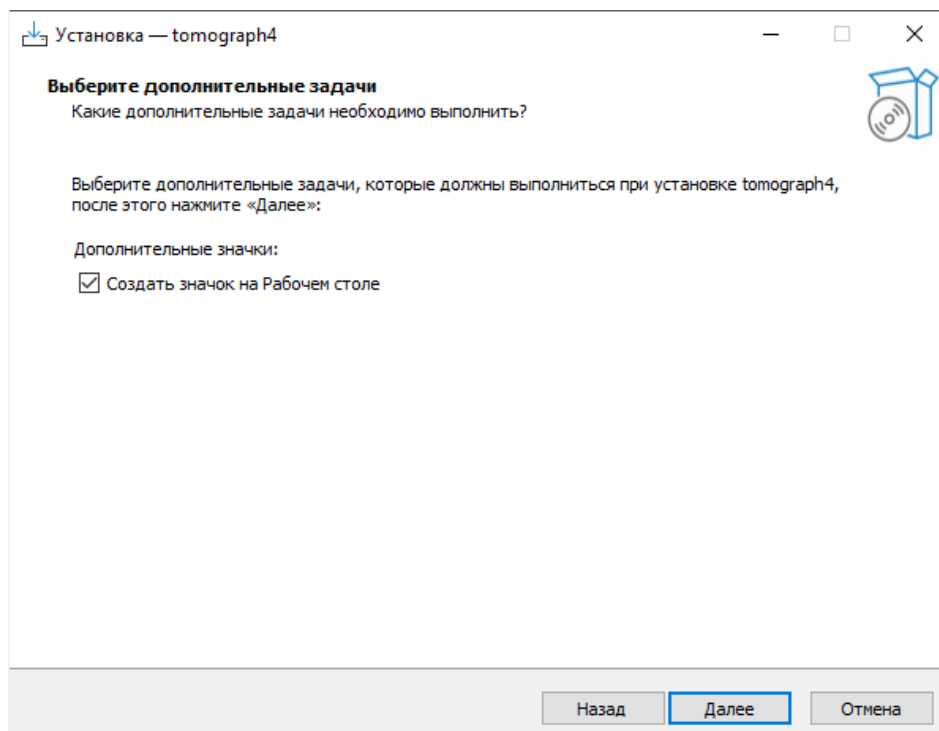 Установка — tomograph4
Выберите дополнительные задачи
Какие дополнительные задачи необходимо выполнить?
Выберите дополнительные задачи, которые должны выполниться при установке tomograph4,
после этого нажмите «Далее»:
Дополнительные значки:
Создать значок на Рабочем столе
Назад
Далее
Отмена